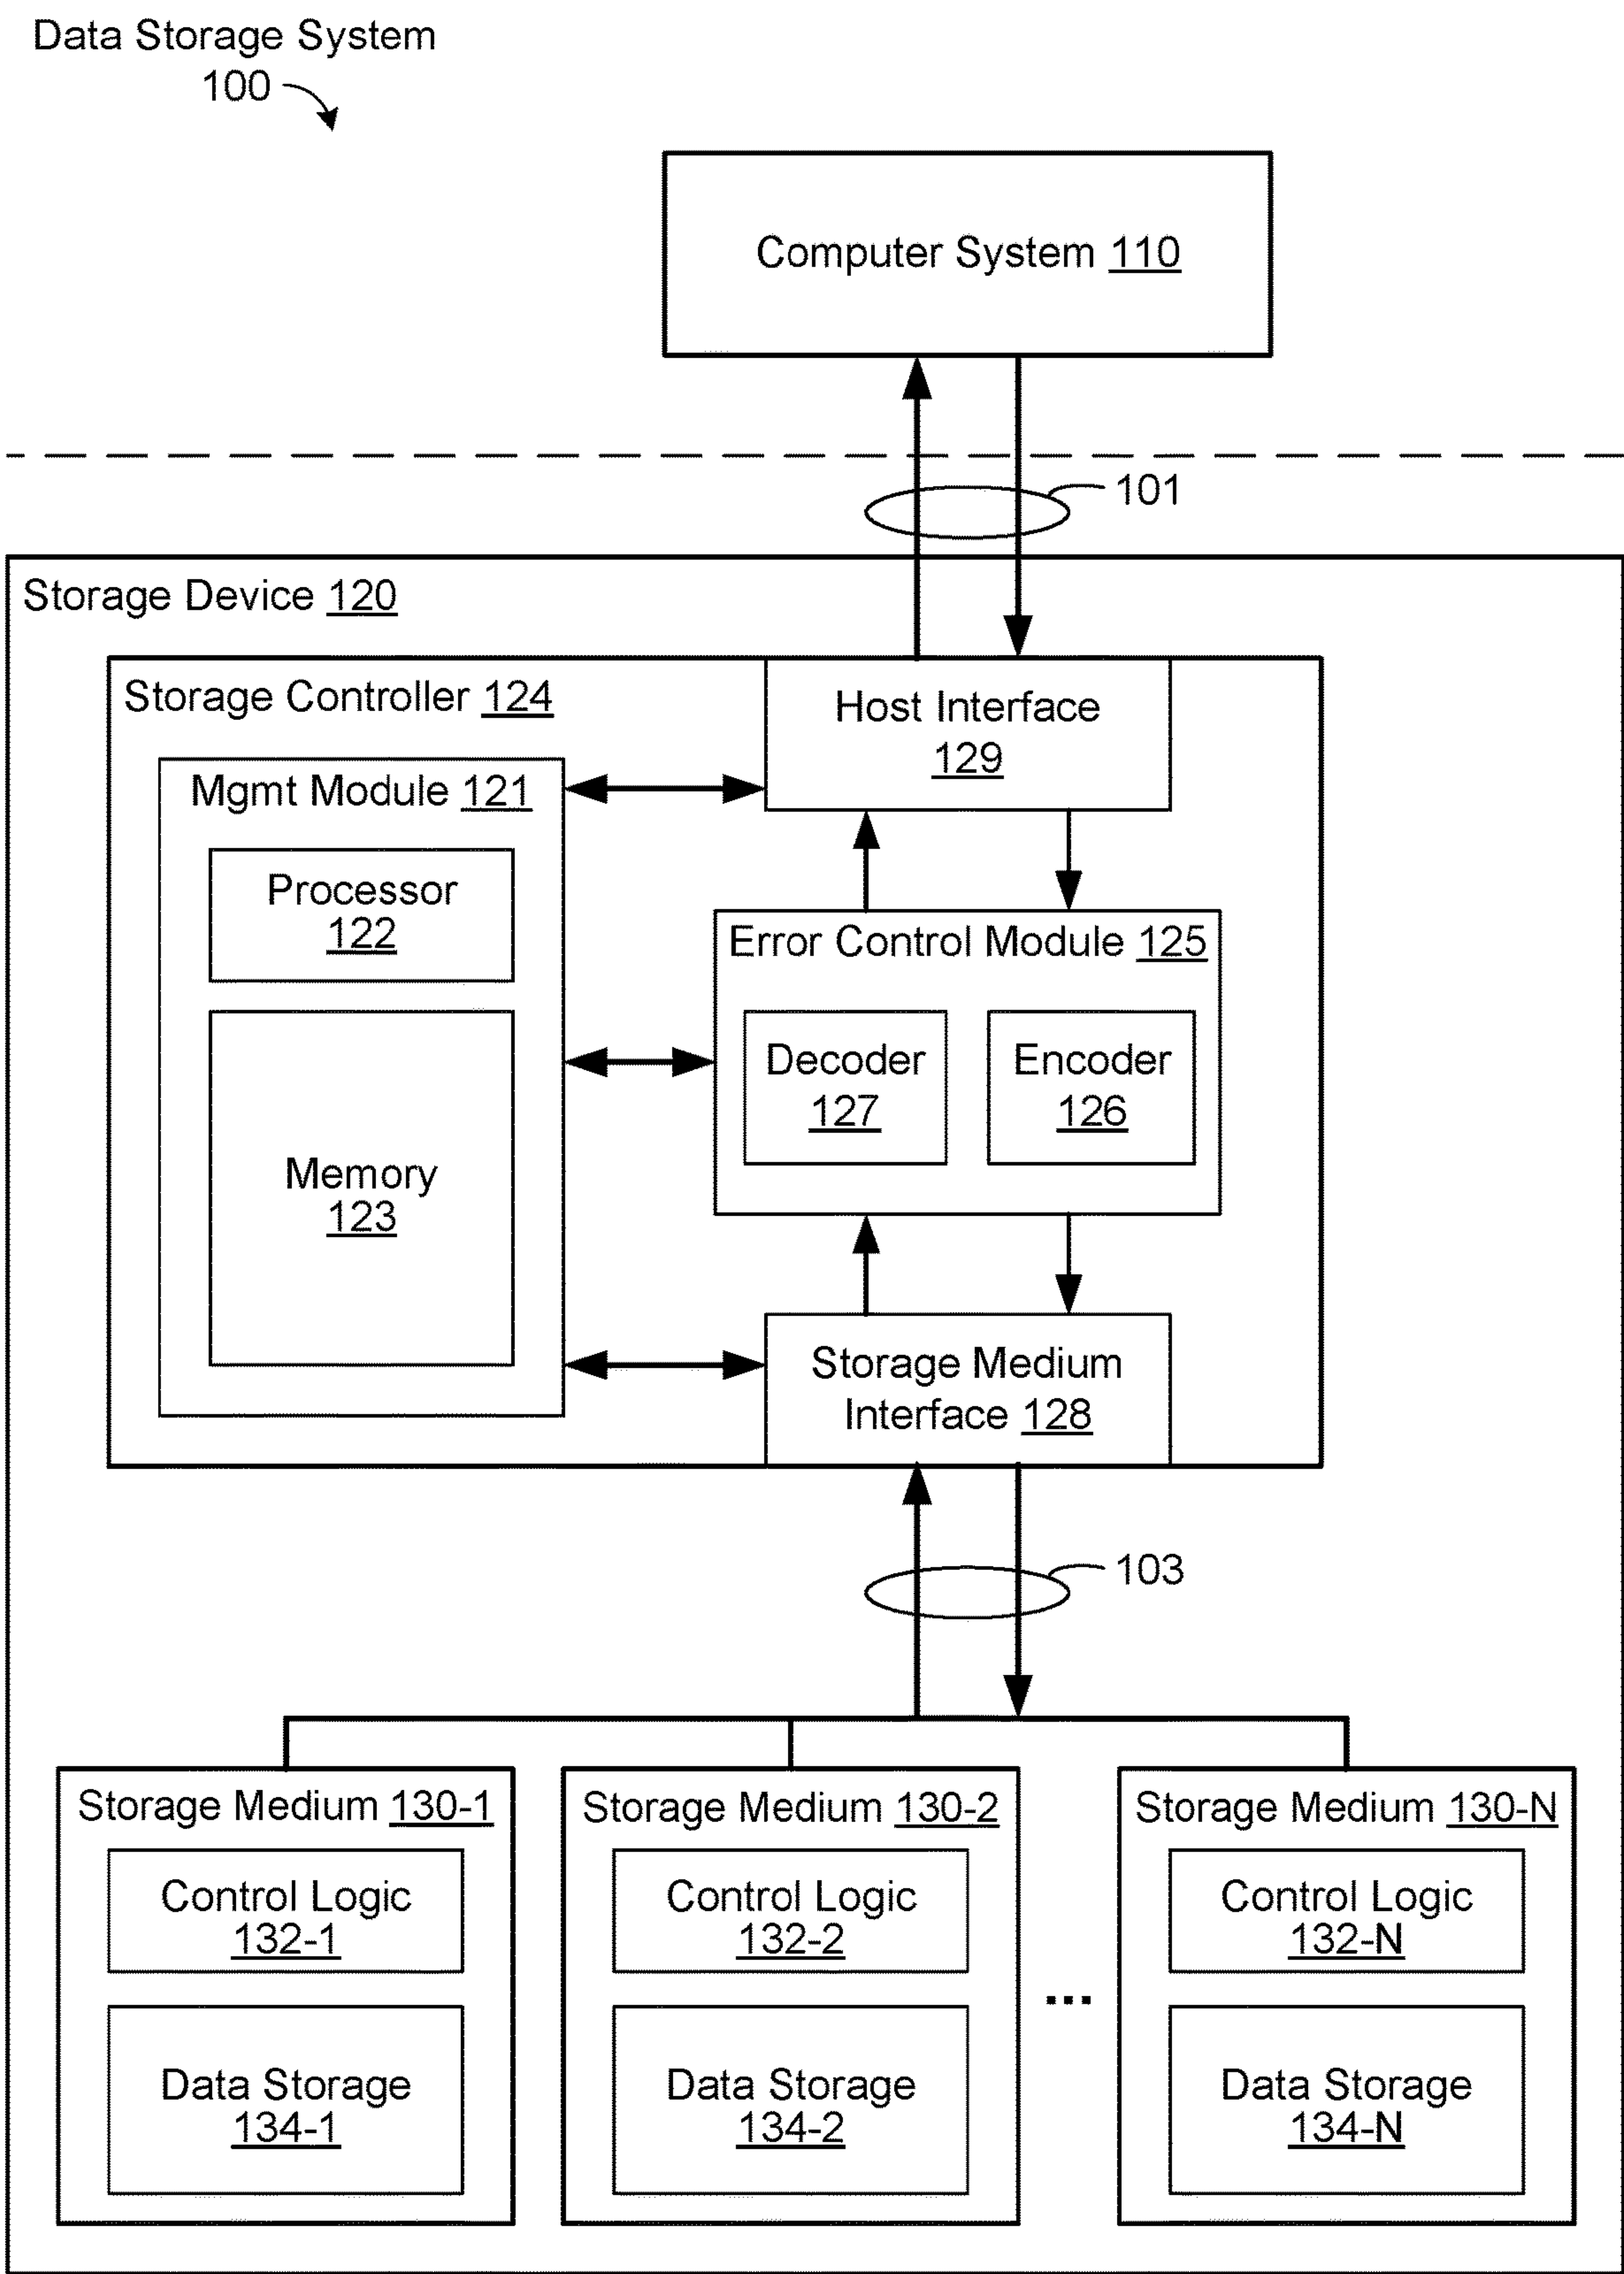 Data Storage System
100
Computer System 110
101
Storage Device 120
Storage Controller 124
Host Interface
129
Mgmt Module 121
Processor
122
Memory
123
Error Control Module 125
Decoder
127
Encoder
126
Storage Medium
Interface 128
103
Storage Medium 130-1
Control Logic
132-1
Data Storage
134-1
Storage Medium 130-2
Control Logic
132-2
Data Storage
134-2
...
Storage Medium 130-N
Control Logic
132-N
Data Storage
134-N